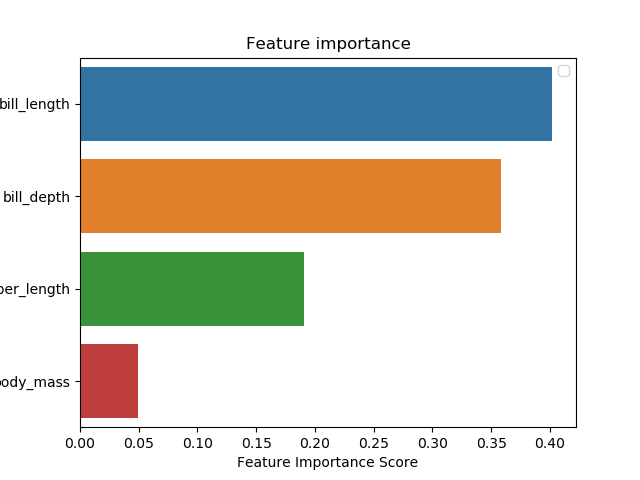 Feature importance
bill_length
bill_depth
per_length
body_mass
0.00 0.05 0.10 0.15 0.20 0.25 0.30 0.35 0.40
Feature Importance Score